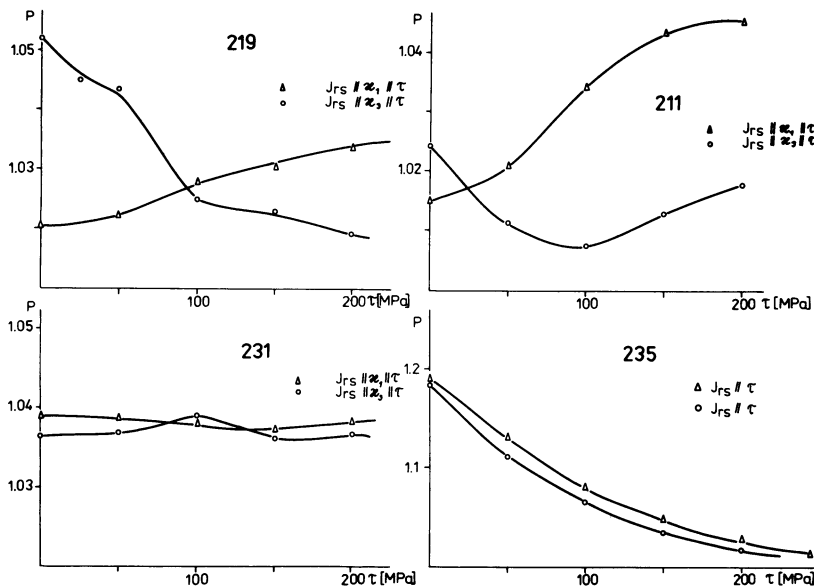 P
1.05
1.03
219
△ Jrs ∥ ϰ₁ ∥ τ
○ Jrs ∥ ϰ₃ ∥ τ
100
200 τ [MPa]
P
1.04
1.02
211
△ Jrs ∥ ϰ₁ ∥ τ
○ Jrs ∥ ϰ₃ ∥ τ
100
200 τ [MPa]
P
1.05
1.04
1.03
231
△ Jrs ∥ ϰ₁ ∥ τ
○ Jrs ∥ ϰ₃ ∥ τ
100
200 τ [MPa]
P
1.2
1.1
235
△ Jrs ∥ τ
○ Jrs ∥ τ
100
200 τ [MPa]